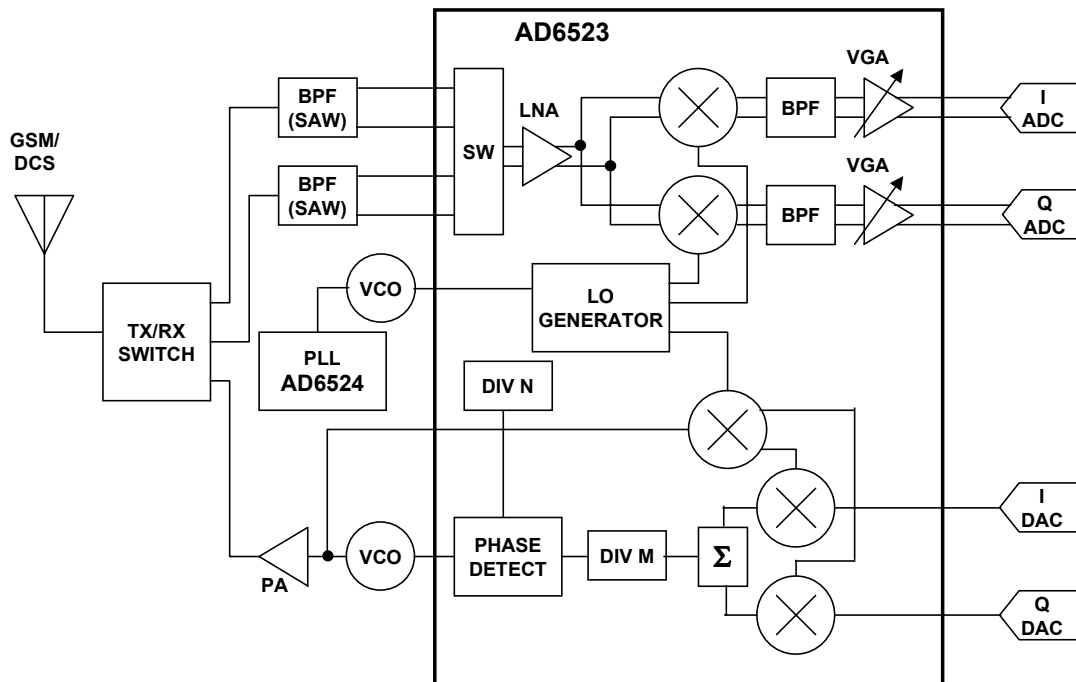 AD6523
GSM/
DCS
BPF
(SAW)
BPF
(SAW)
SW
LNA
BPF
VGA
I
ADC
BPF
VGA
Q
ADC
TX/RX
SWITCH
VCO
PLL
AD6524
LO
GENERATOR
DIV N
PA
VCO
PHASE
DETECT
DIV M
Σ
I
DAC
Q
DAC